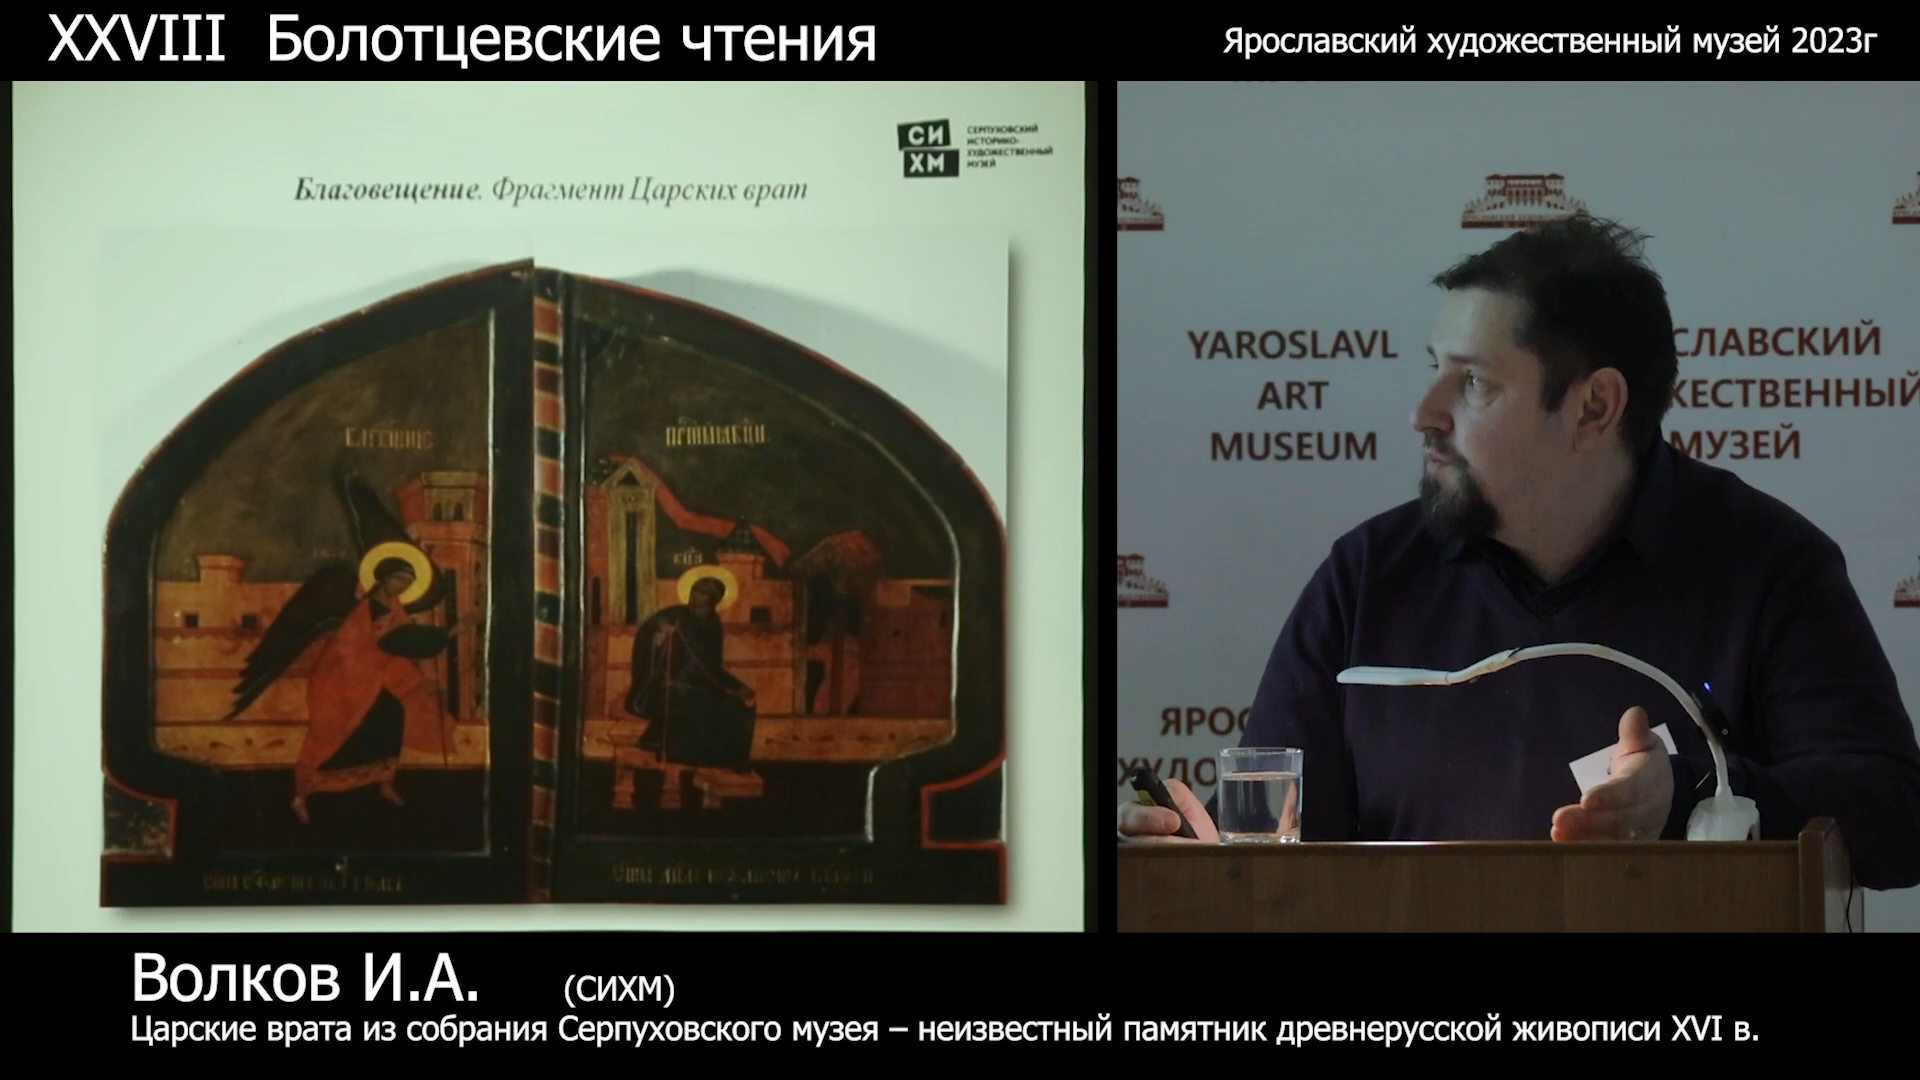 XXVIII Болотцевские чтения
Ярославский художественный музей 2023г
СИ
ХМ
СЕРПУХОВСКИЙ
ИСТОРИКО-
ХУДОЖЕСТВЕННЫЙ
МУЗЕЙ
Благовещение. Фрагмент Царских врат
YAROSLAVL
ART
MUSEUM
СЛАВСКИЙ
ЖЕСТВЕННЫЙ
МУЗЕЙ
ЯРОС
ХУДО
Волков И.А. (СИХМ)
Царские врата из собрания Серпуховского музея – неизвестный памятник древнерусской живописи XVI в.